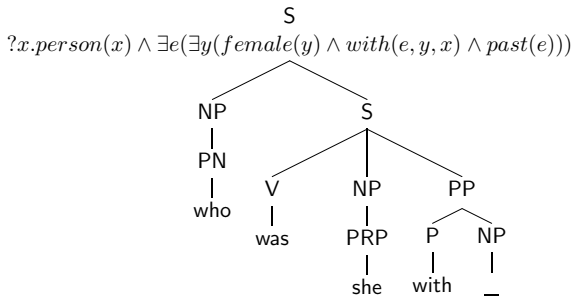 S
?x.person(x) ∧ ∃e(∃y(female(y) ∧ with(e, y, x) ∧ past(e)))
NP S
PN V NP PP
who was PRP P NP
she with _